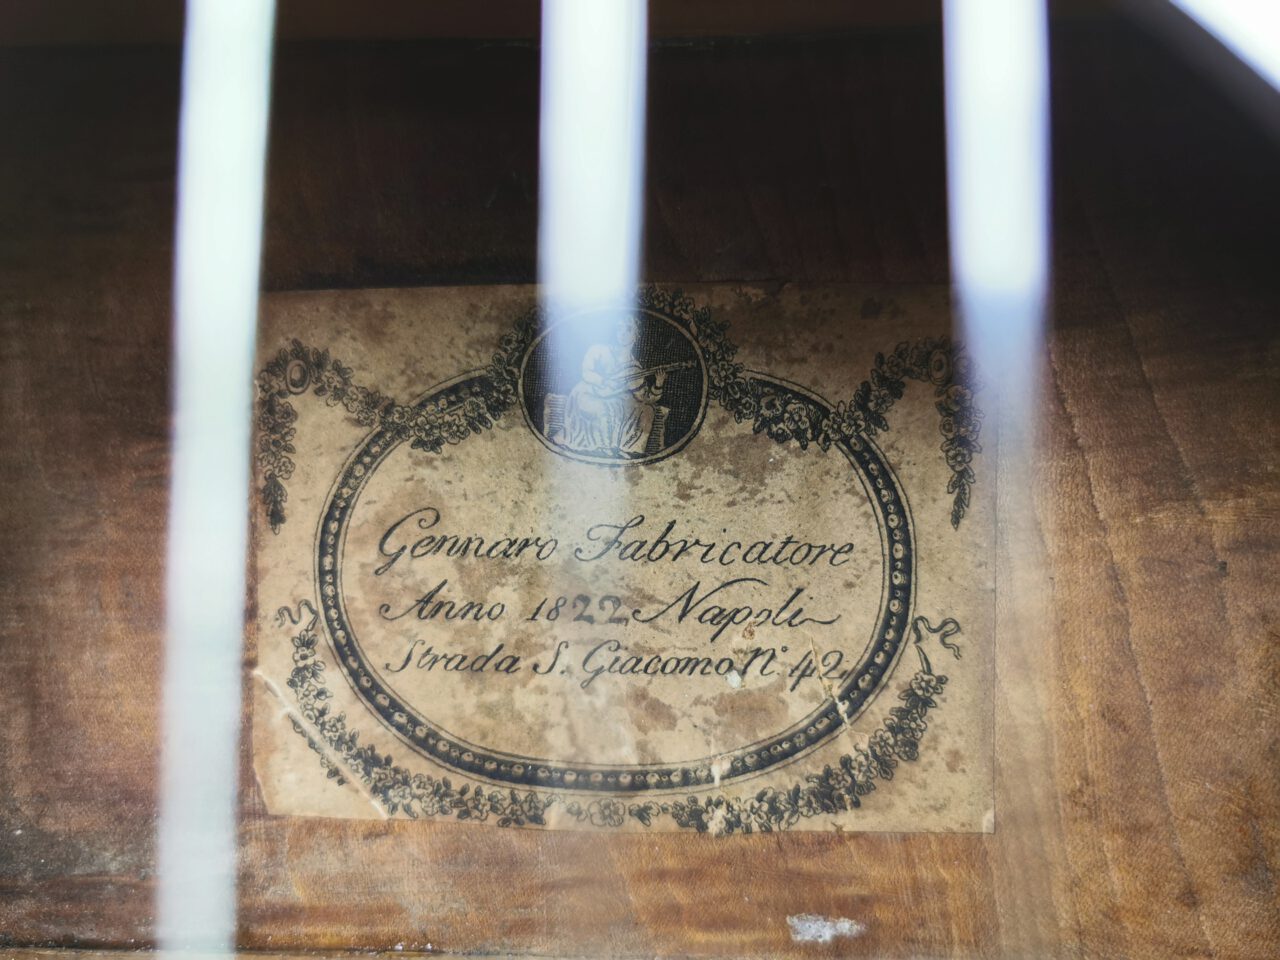 Gennaro Fabricatore
Anno 1822 Napoli
Strada S. Giacomo N.° 42